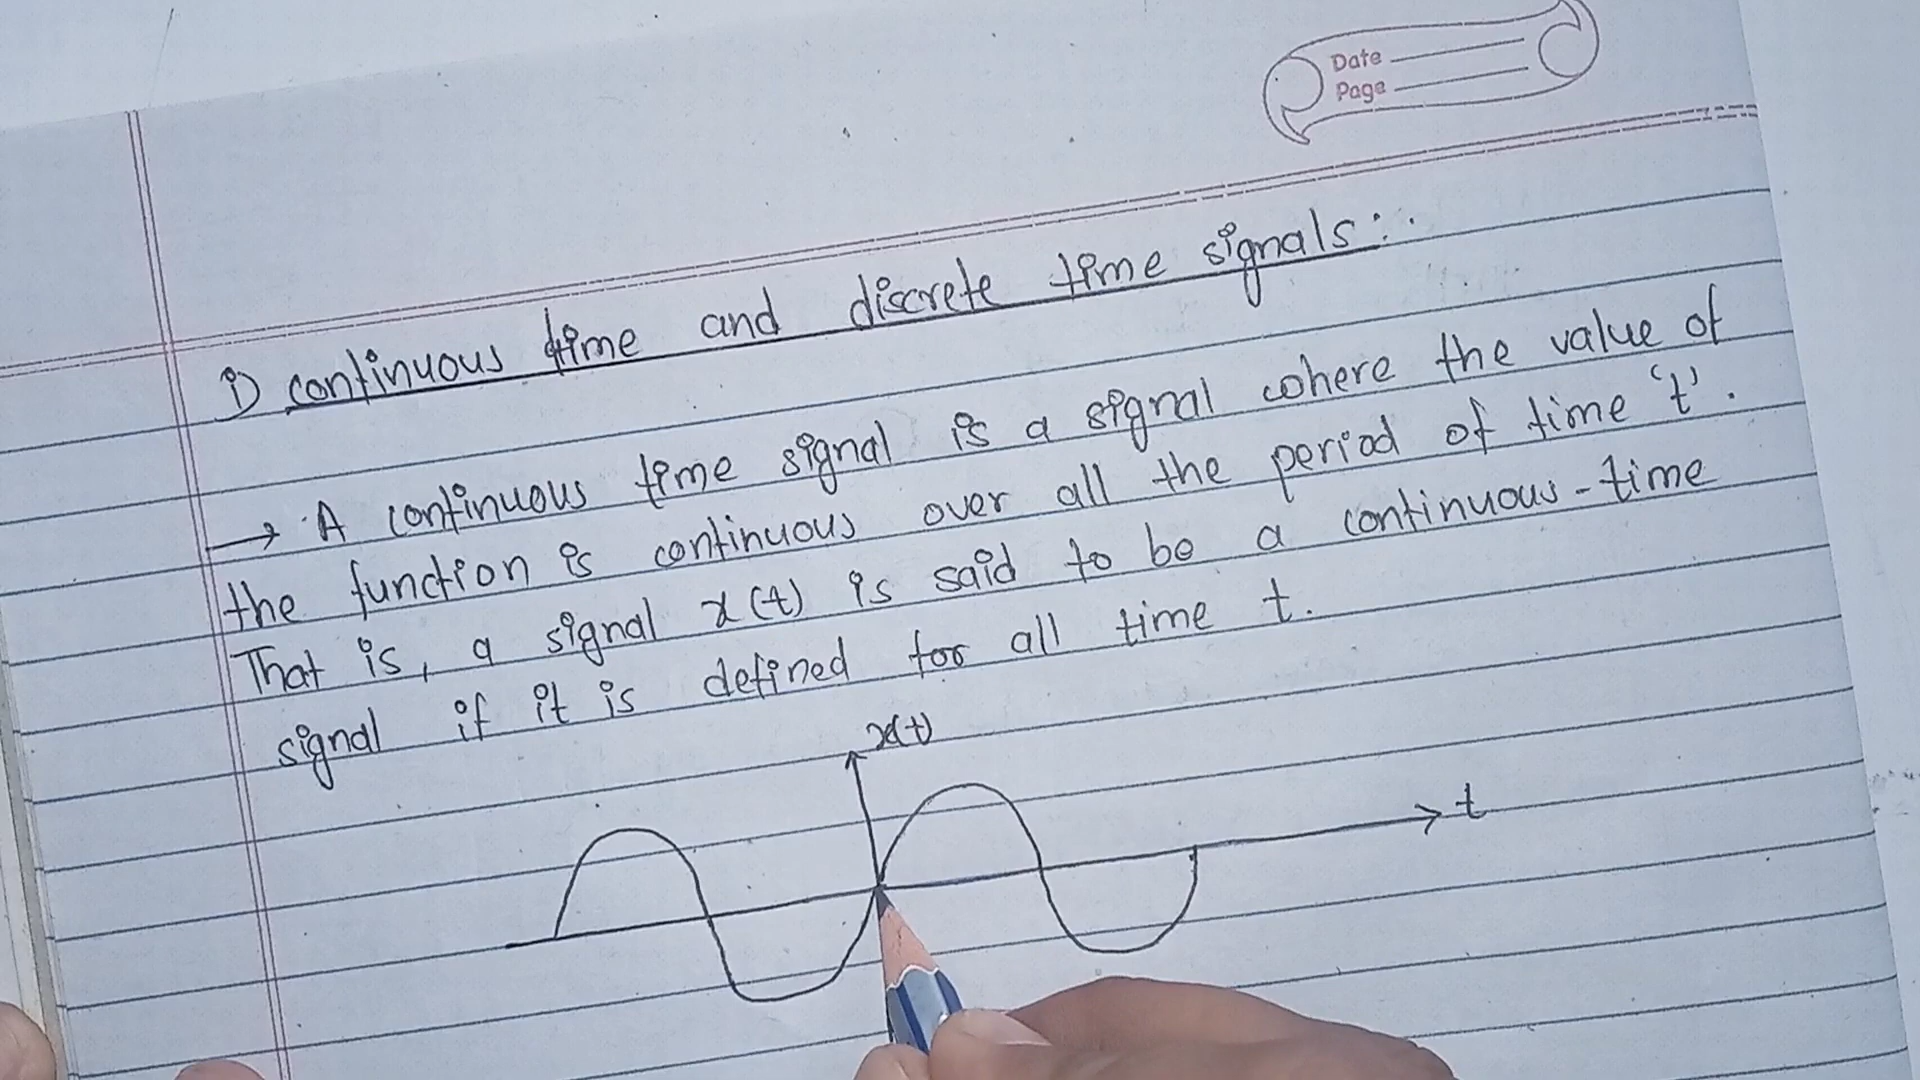 Date
Page
i) continuous time and discrete time signals:-
→ A continuous time signal is a signal where the value of
the function is continuous over all the period of time 't'.
That is, a signal x(t) is said to be a continuous-time
signal if it is defined for all time t.
x(t)
t